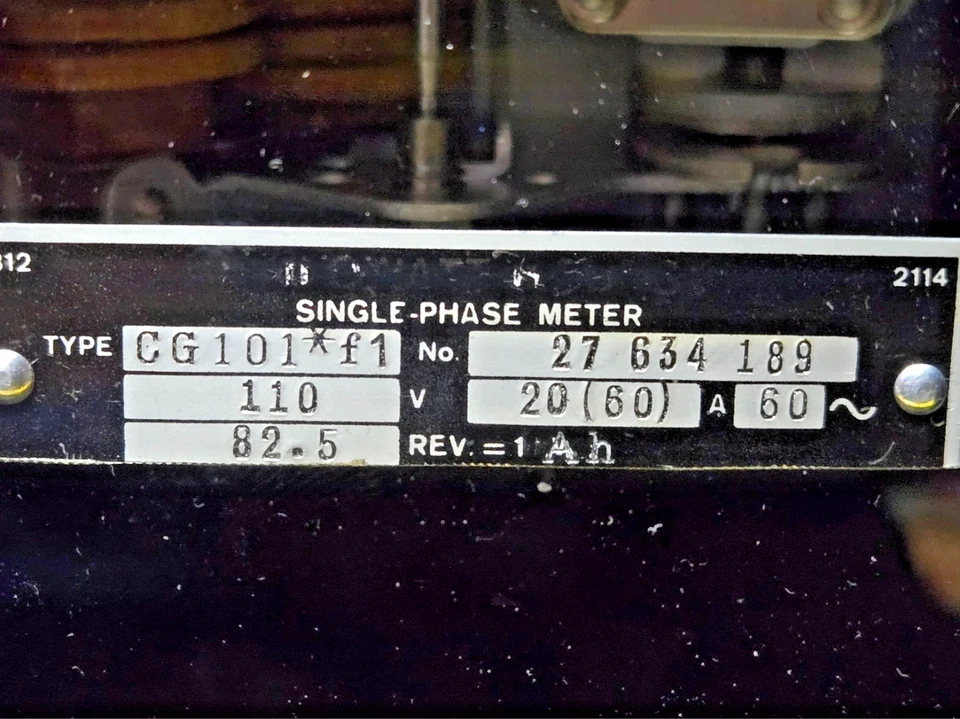 312 2114
SINGLE-PHASE METER
TYPE CG101*f1 No. 27 634 189
110 V 20(60) A 60 ~
82.5 REV. = 1 Ah